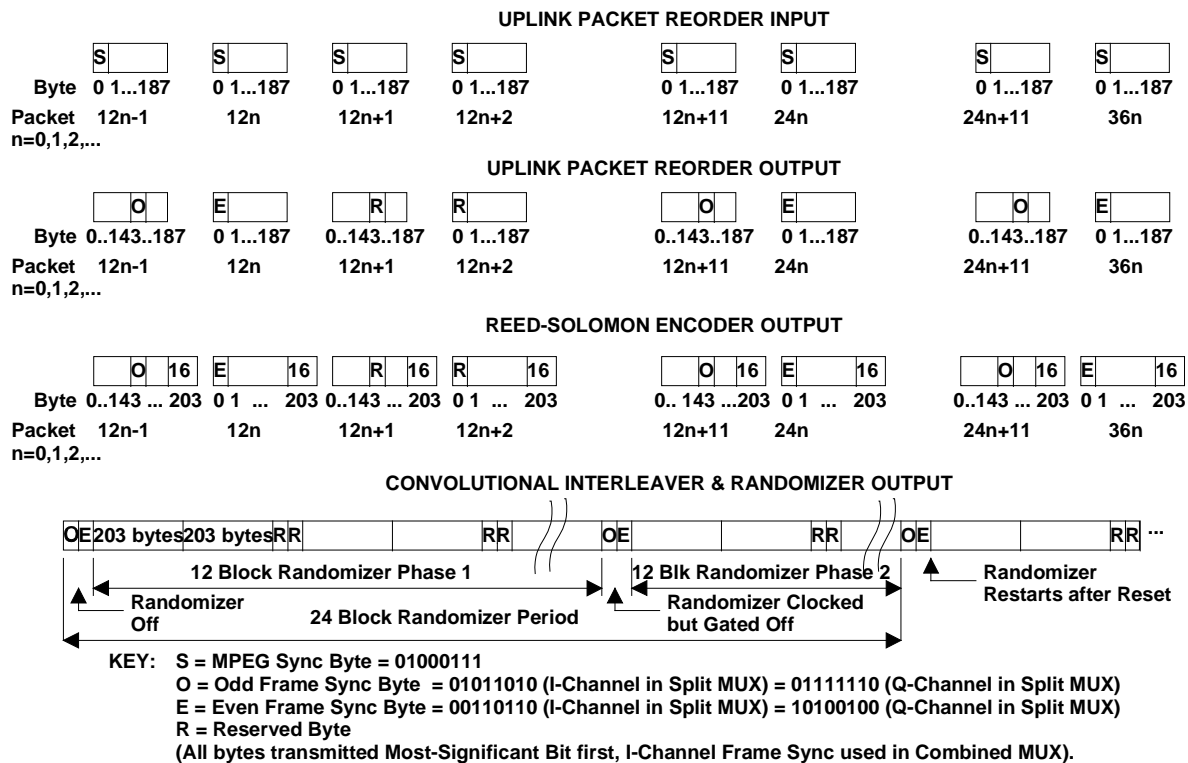 UPLINK PACKET REORDER INPUT
S S S S S S S S
Byte 0 1...187 0 1...187 0 1...187 0 1...187 0 1...187 0 1...187 0 1...187 0 1...187
Packet 12n-1 12n 12n+1 12n+2 12n+11 24n 24n+11 36n
n=0,1,2,...
UPLINK PACKET REORDER OUTPUT
O E R R O E O E
Byte 0..143..187 0 1...187 0..143..187 0 1...187 0..143..187 0 1...187 0..143..187 0 1...187
Packet 12n-1 12n 12n+1 12n+2 12n+11 24n 24n+11 36n
n=0,1,2,...
REED-SOLOMON ENCODER OUTPUT
O 16 E 16 R 16 R 16 O 16 E 16 O 16 E 16
Byte 0..143 ... 203 0 1 ... 203 0..143 ... 203 0 1 ... 203 0.. 143 ...203 0 1 ... 203 0..143 ... 203 0 1 ... 203
Packet 12n-1 12n 12n+1 12n+2 12n+11 24n 24n+11 36n
n=0,1,2,...
CONVOLUTIONAL INTERLEAVER & RANDOMIZER OUTPUT
O E 203 bytes 203 bytes R R R R O E R R O E R R ...
12 Block Randomizer Phase 1 12 Blk Randomizer Phase 2
Randomizer
Off
24 Block Randomizer Period
Randomizer Clocked
but Gated Off
Randomizer
Restarts after Reset
KEY: S = MPEG Sync Byte = 01000111
O = Odd Frame Sync Byte = 01011010 (I-Channel in Split MUX) = 01111110 (Q-Channel in Split MUX)
E = Even Frame Sync Byte = 00110110 (I-Channel in Split MUX) = 10100100 (Q-Channel in Split MUX)
R = Reserved Byte
(All bytes transmitted Most-Significant Bit first, I-Channel Frame Sync used in Combined MUX).